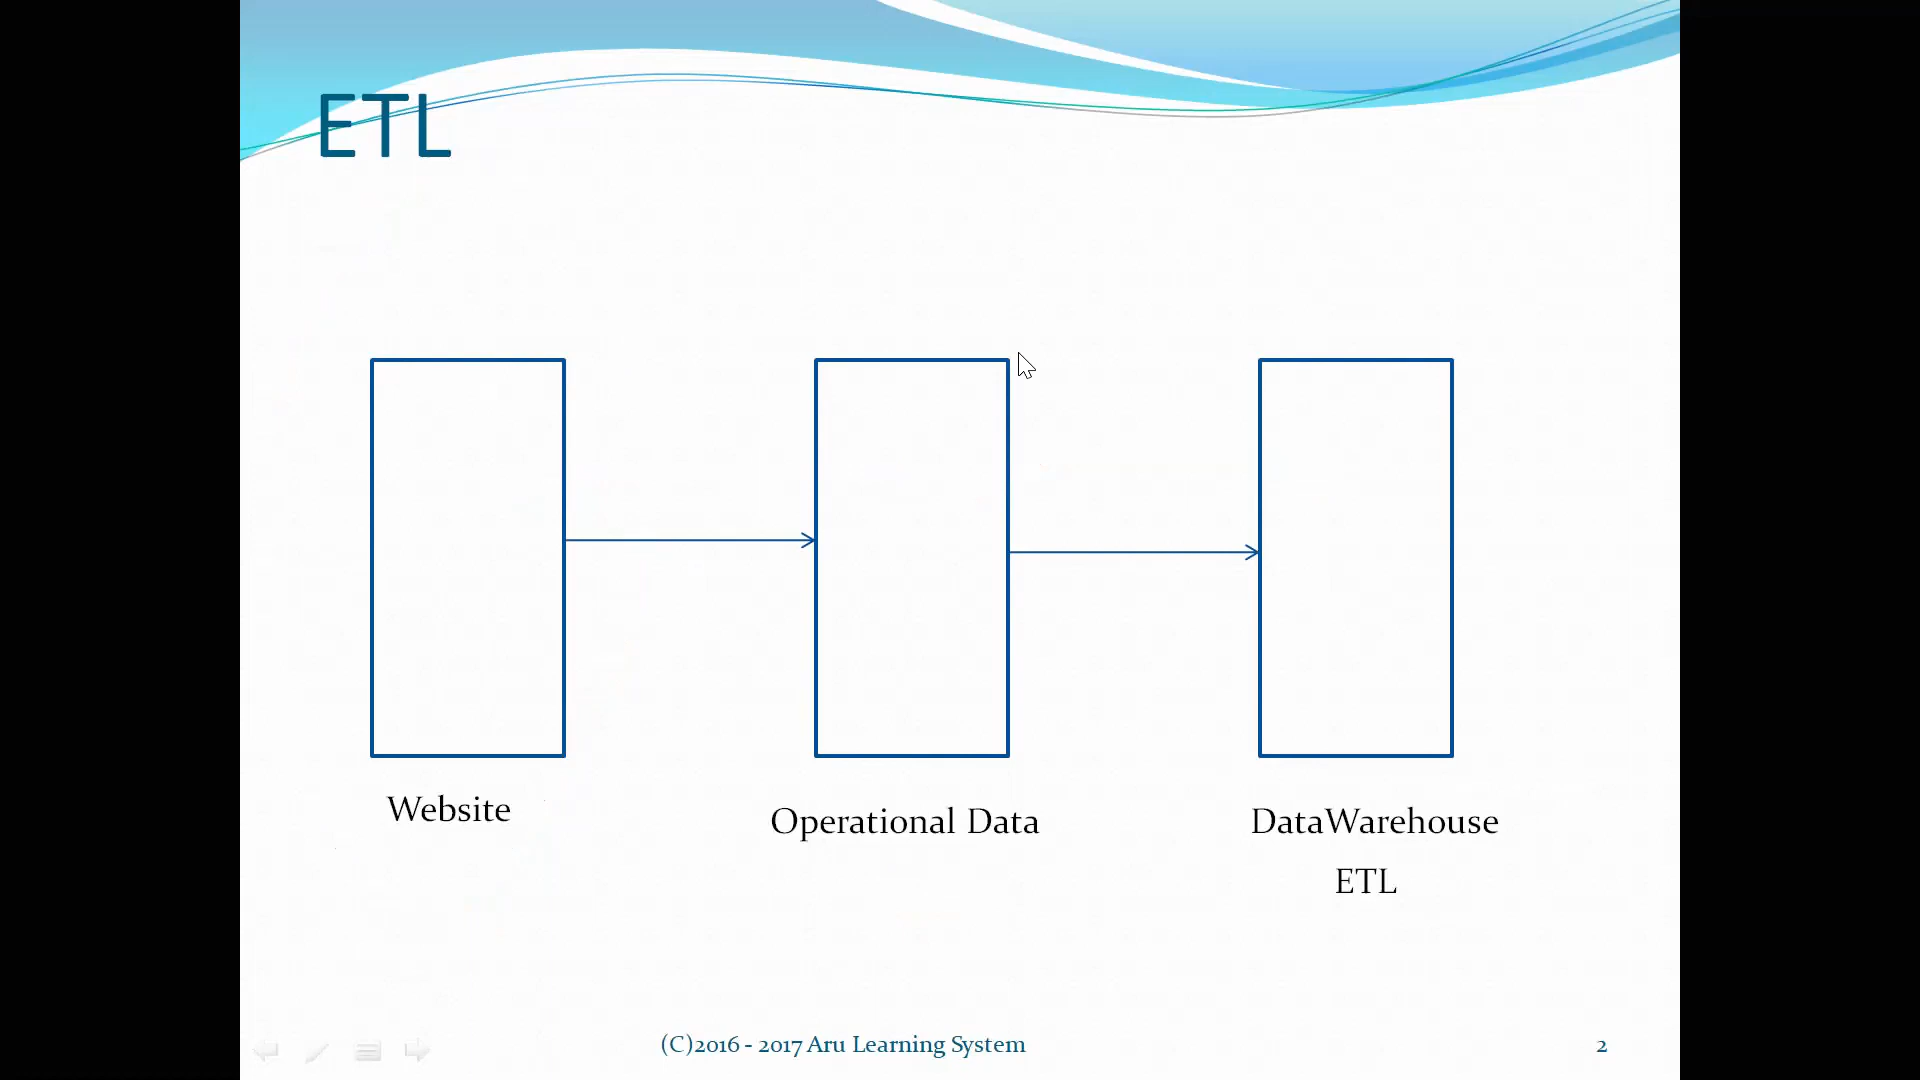 ETL
Website
Operational Data
DataWarehouse
ETL
(C)2016 - 2017 Aru Learning System
2